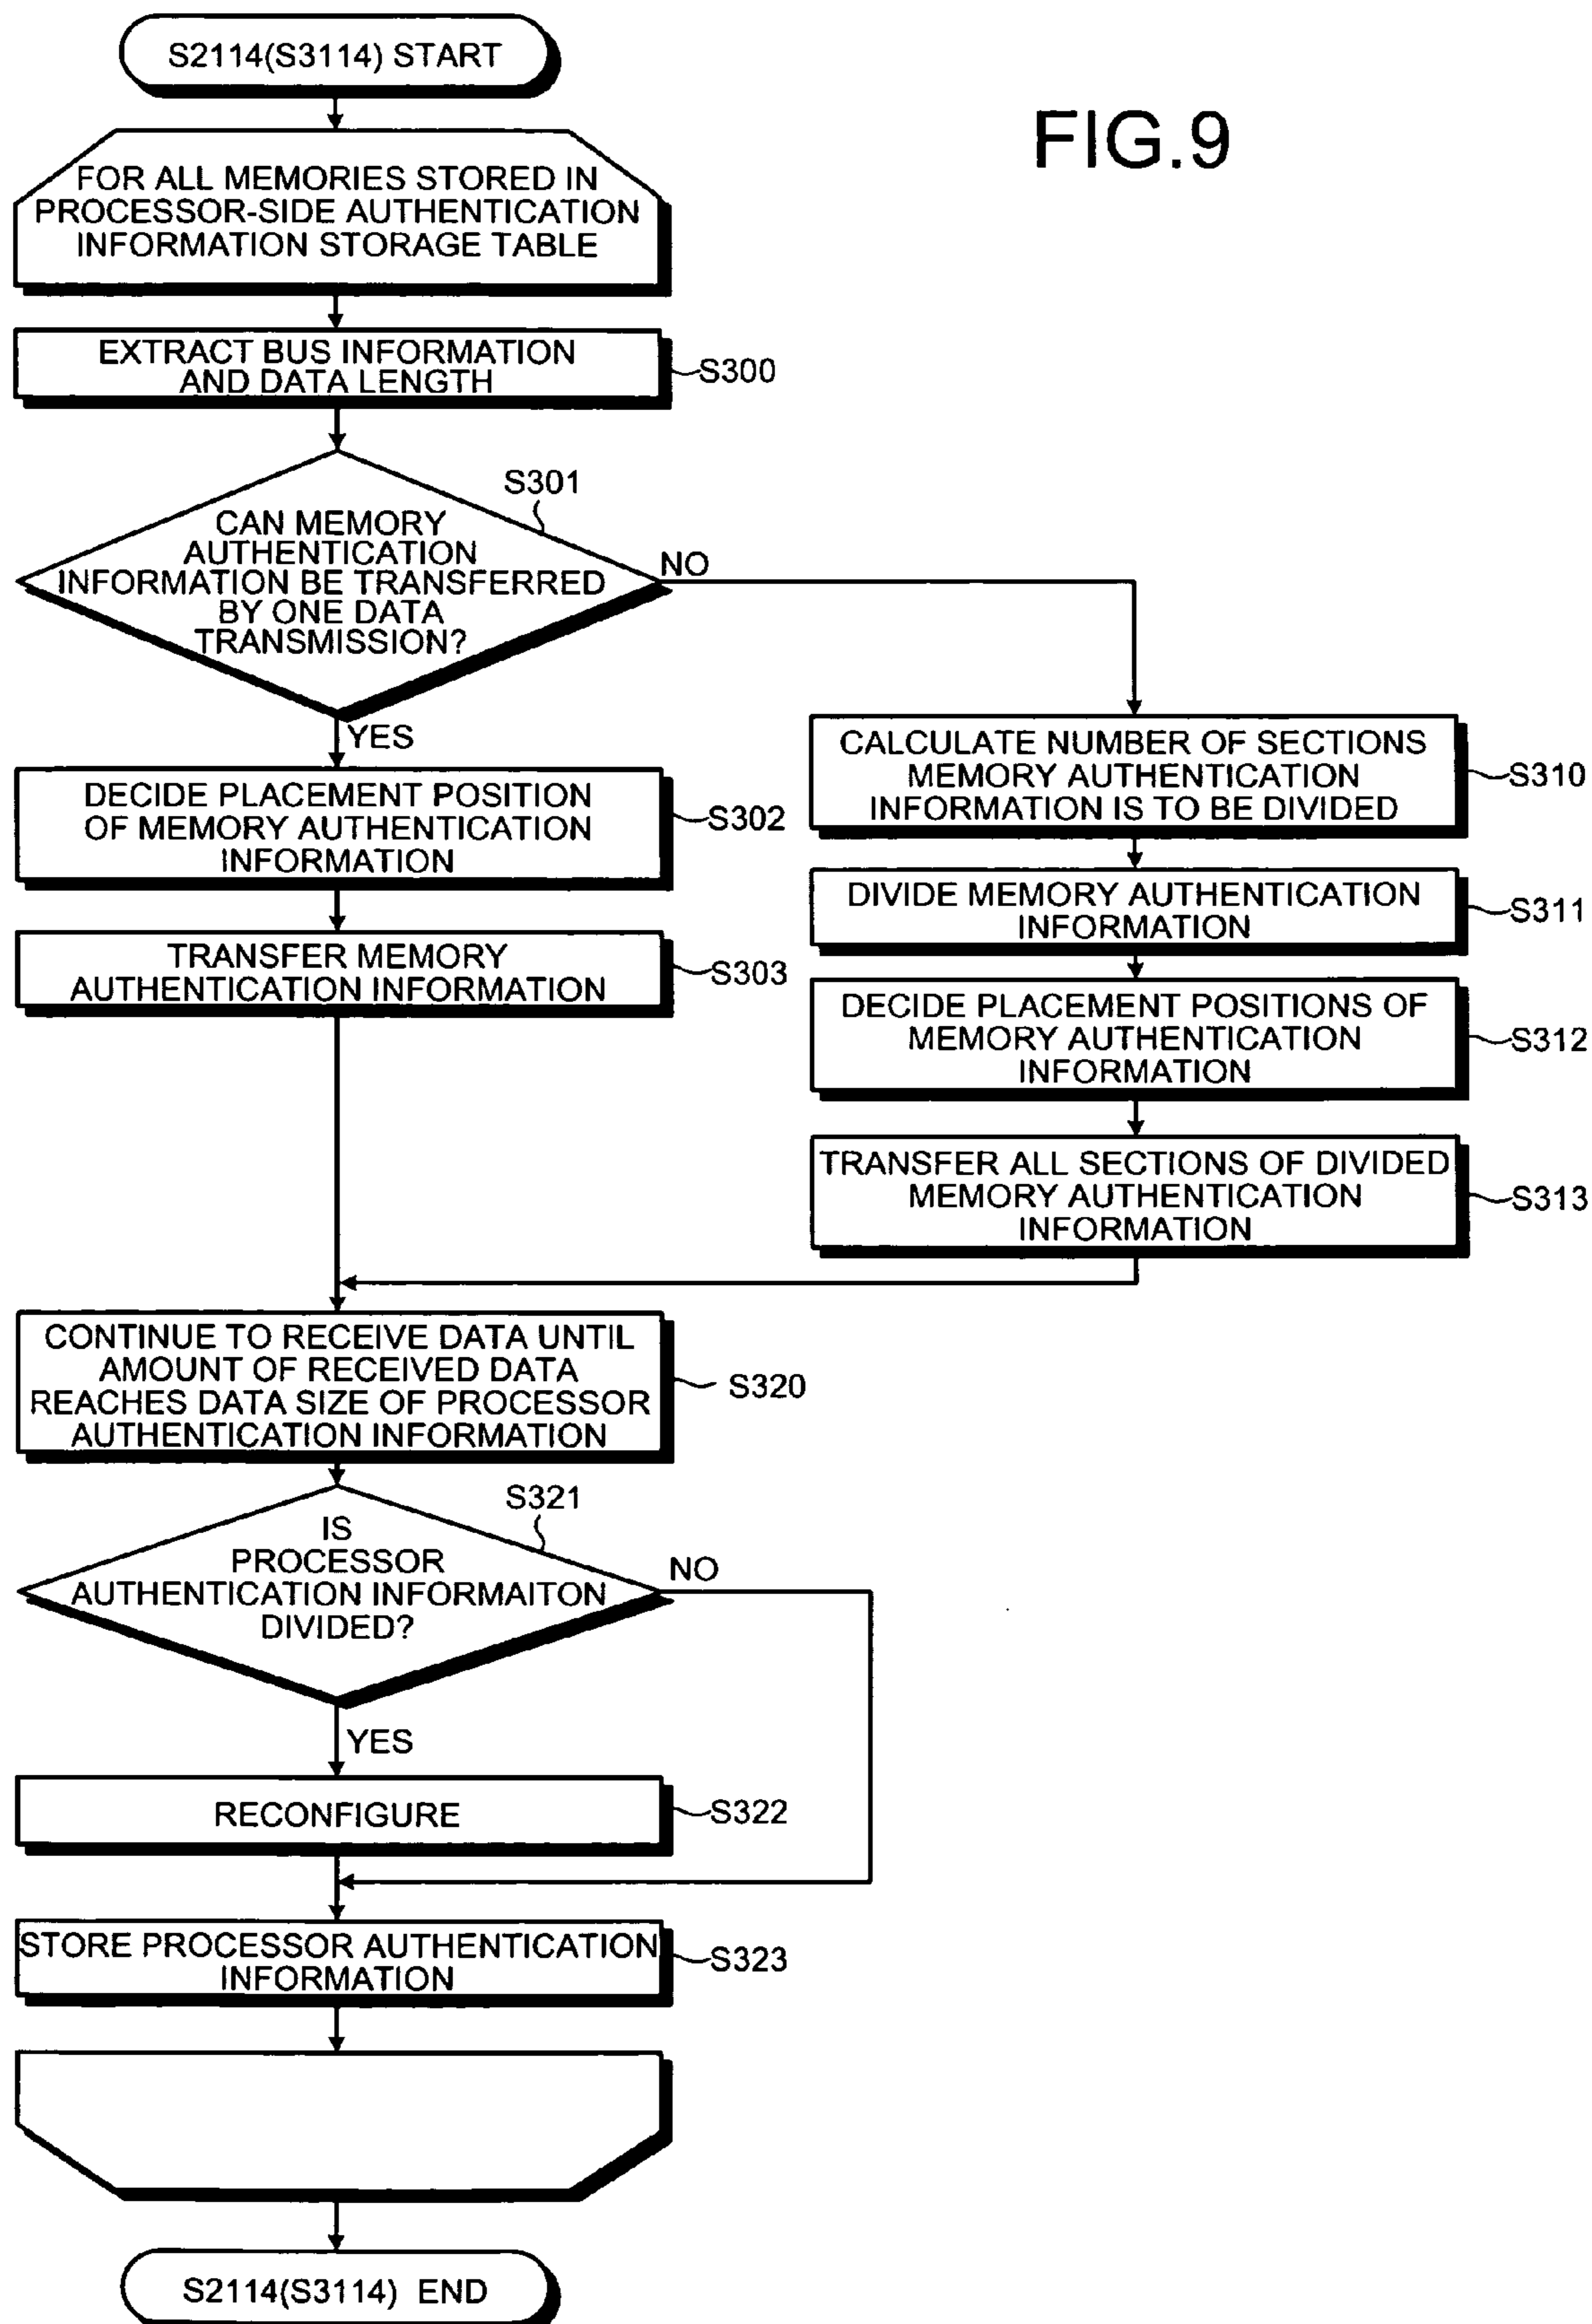 S2114(S3114) START
FIG.9
FOR ALL MEMORIES STORED IN
PROCESSOR-SIDE AUTHENTICATION
INFORMATION STORAGE TABLE
EXTRACT BUS INFORMATION
AND DATA LENGTH
S300
S301
CAN MEMORY
AUTHENTICATION
INFORMATION BE TRANSFERRED
BY ONE DATA
TRANSMISSION?
NO
YES
DECIDE PLACEMENT POSITION
OF MEMORY AUTHENTICATION
INFORMATION
S302
TRANSFER MEMORY
AUTHENTICATION INFORMATION
S303
CALCULATE NUMBER OF SECTIONS
MEMORY AUTHENTICATION
INFORMATION IS TO BE DIVIDED
S310
DIVIDE MEMORY AUTHENTICATION
INFORMATION
S311
DECIDE PLACEMENT POSITIONS OF
MEMORY AUTHENTICATION
INFORMATION
S312
TRANSFER ALL SECTIONS OF DIVIDED
MEMORY AUTHENTICATION
INFORMATION
S313
CONTINUE TO RECEIVE DATA UNTIL
AMOUNT OF RECEIVED DATA
REACHES DATA SIZE OF PROCESSOR
AUTHENTICATION INFORMATION
S320
S321
IS
PROCESSOR
AUTHENTICATION INFORMAITON
DIVIDED?
NO
YES
RECONFIGURE
S322
STORE PROCESSOR AUTHENTICATION
INFORMATION
S323
S2114(S3114) END